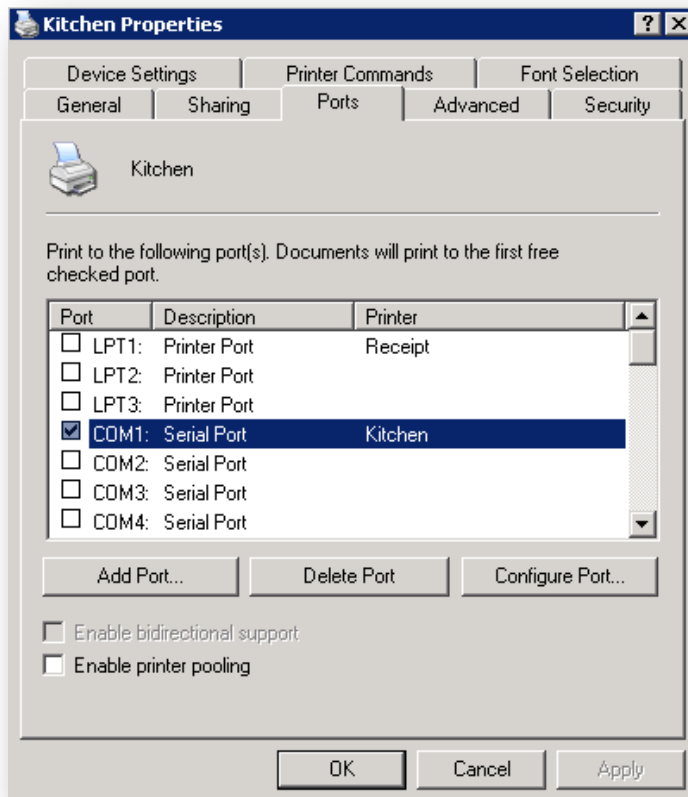 Kitchen Properties
Device Settings Printer Commands Font Selection
General Sharing Ports Advanced Security
Kitchen
Print to the following port(s). Documents will print to the first free
checked port.
Port Description Printer
LPT1: Printer Port Receipt
LPT2: Printer Port
LPT3: Printer Port
COM1: Serial Port Kitchen
COM2: Serial Port
COM3: Serial Port
COM4: Serial Port
Add Port... Delete Port Configure Port...
Enable bidirectional support
Enable printer pooling
OK Cancel Apply